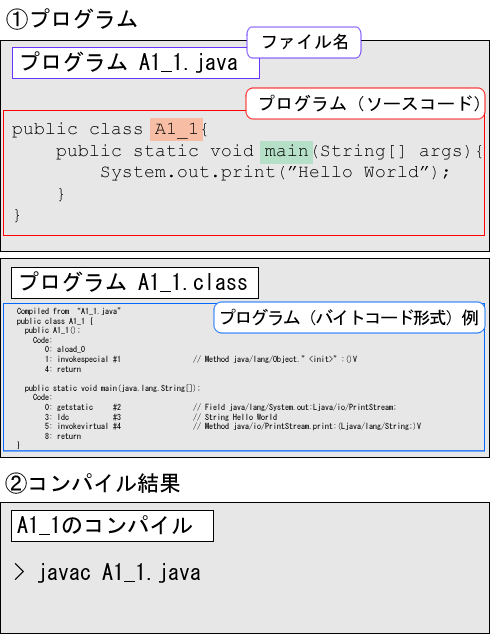 ①プログラム
ファイル名
プログラム A1_1.java
プログラム（ソースコード）
public class A1_1{
public static void main(String[] args){
System.out.print(”Hello World”);
}
}
プログラム A1_1.class
プログラム（バイトコード形式）例
Compiled from “A1_1.java”
public class A1_1 {
public A1_1();
Code:
0: aload_0
1: invokespecial #1 // Method java/lang/Object.”<init>”:()V
4: return
public static void main(java.lang.String[]);
Code:
0: getstatic #2 // Field java/lang/System.out:Ljava/io/PrintStream;
3: ldc #3 // String Hello World
5: invokevirtual #4 // Method java/io/PrintStream.print:(Ljava/lang/String;)V
8: return
}
②コンパイル結果
A1_1のコンパイル
> javac A1_1.java